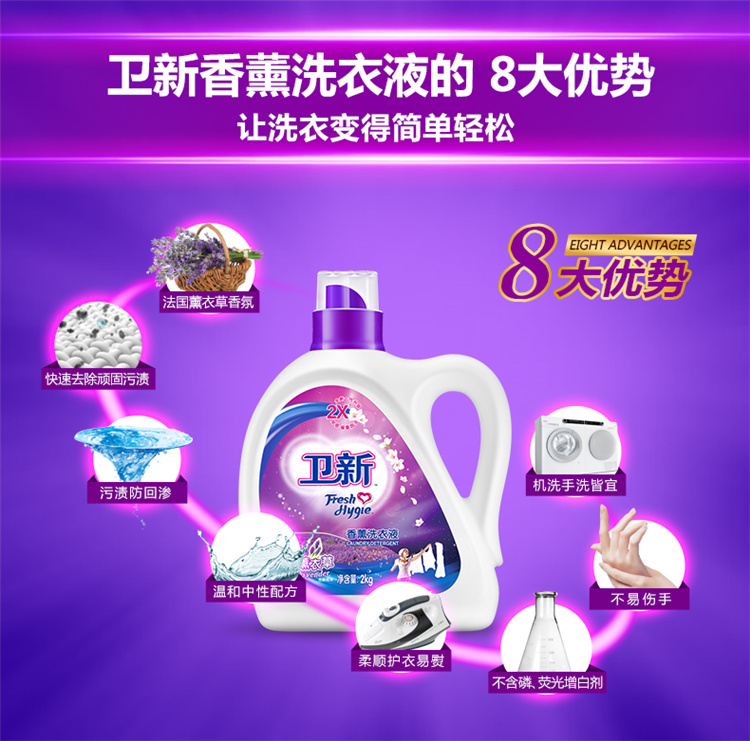 卫新香薰洗衣液的 8大优势
让洗衣变得简单轻松
EIGHT ADVANTAGES
8大优势
法国薰衣草香氛
快速去除顽固污渍
污渍防回渗
温和中性配方
柔顺护衣易熨
不含磷、荧光增白剂
不易伤手
机洗手洗皆宜
2X
卫新
Fresh
Hygie
香薰洗衣液
LAUNDRY DETERGENT
薰衣草
净含量:2kg